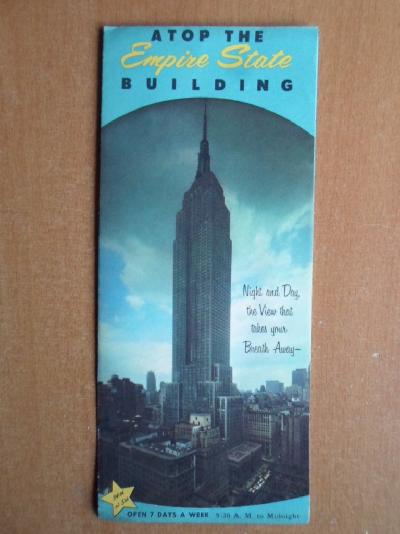 ATOP THE
Empire State
BUILDING
Night and Day,
the View that
takes your
Breath Away—
OPEN 7 DAYS A WEEK 9:30 A. M. to Midnight